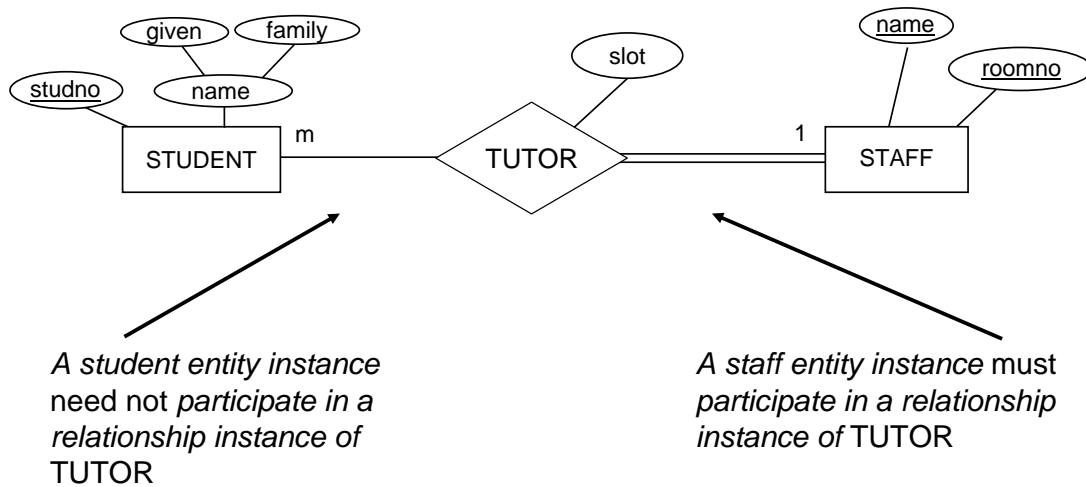 given
family
name
slot
studno
name
roomno
m
1
STUDENT
TUTOR
STAFF
A student entity instance
need not participate in a
relationship instance of
TUTOR
A staff entity instance must
participate in a relationship
instance of TUTOR